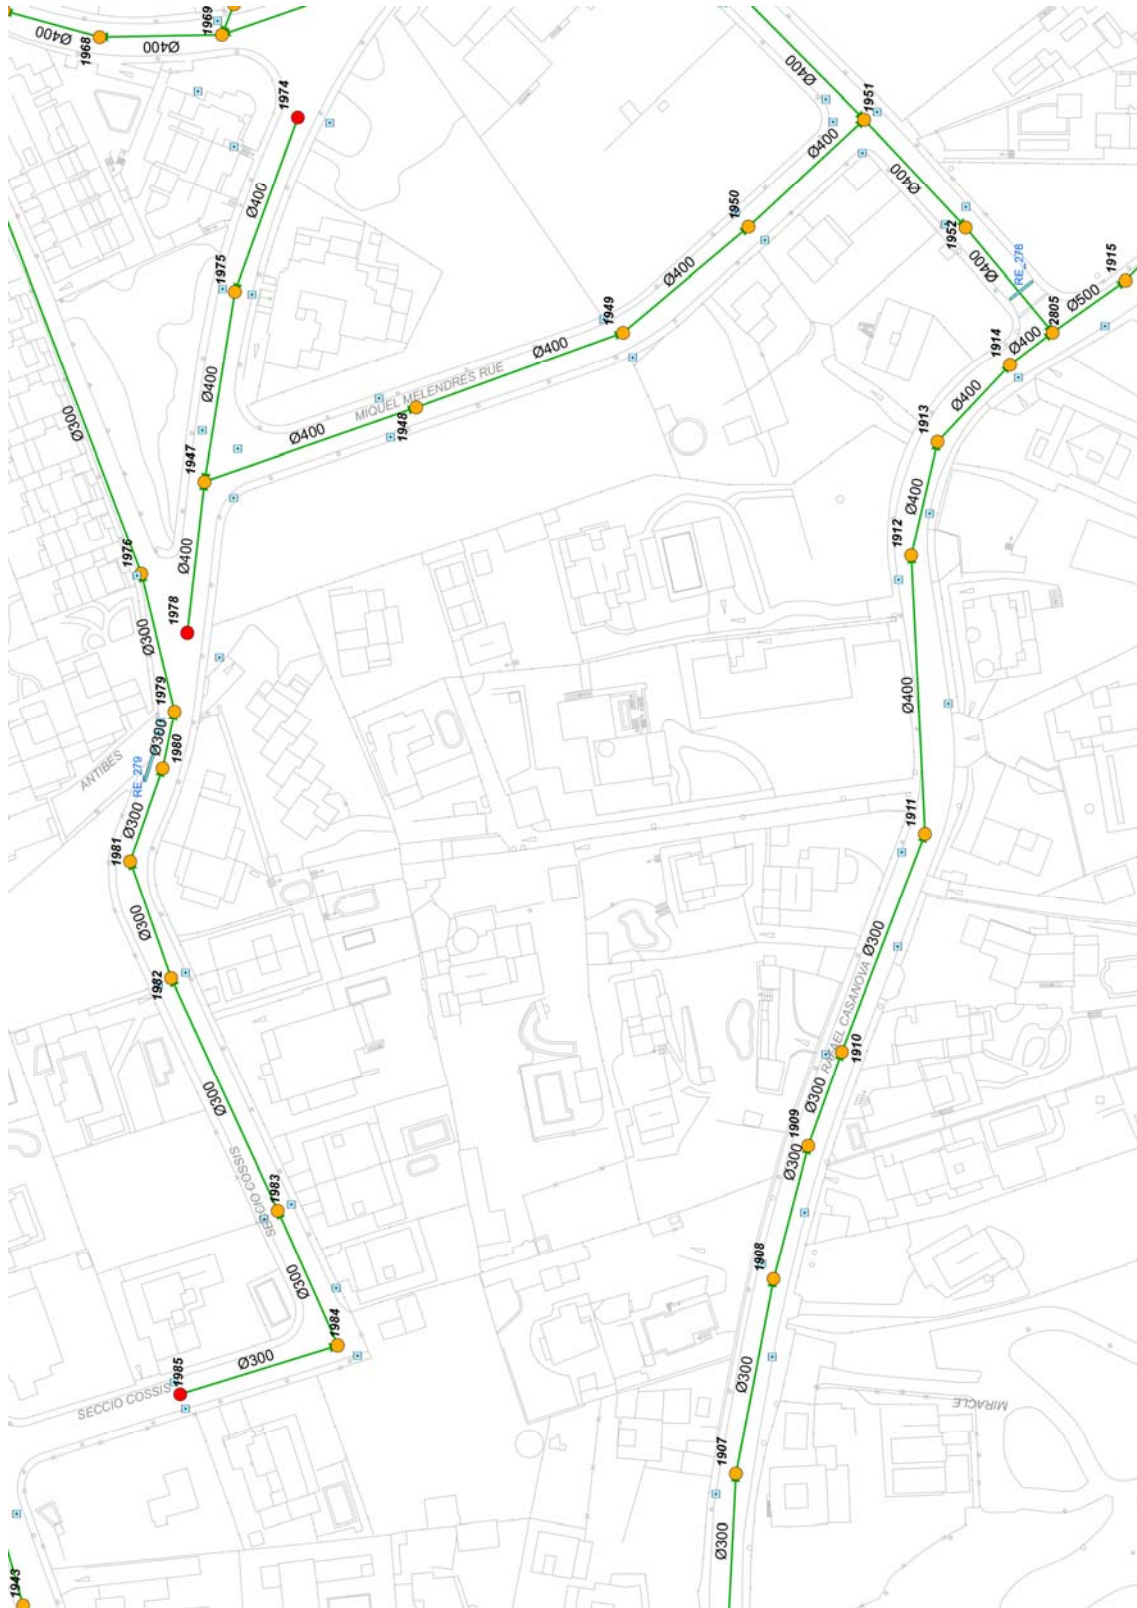 Ø400
1968
Ø400
1969
1974
Ø400
1975
Ø400
1947
Ø400
1978
Ø400
1948
MIQUEL MELENDRES RUE
Ø400
1949
Ø400
1950
Ø400
1951
Ø400
Ø400
1952
Ø400
RE_278
2805
Ø500
1915
Ø400
1914
Ø400
1913
Ø400
1912
Ø400
1911
Ø300
RAFAEL CASANOVA
1910
Ø300
1909
Ø300
1908
Ø300
1907
Ø300
MIRACLE
Ø300
1976
Ø300
1979
Ø300
1980
ANTIBES
RE_279
Ø300
1981
Ø300
1982
Ø300
SECCIO COSSIS
1983
Ø300
1984
Ø300
1985
SECCIO COSSIS
1943